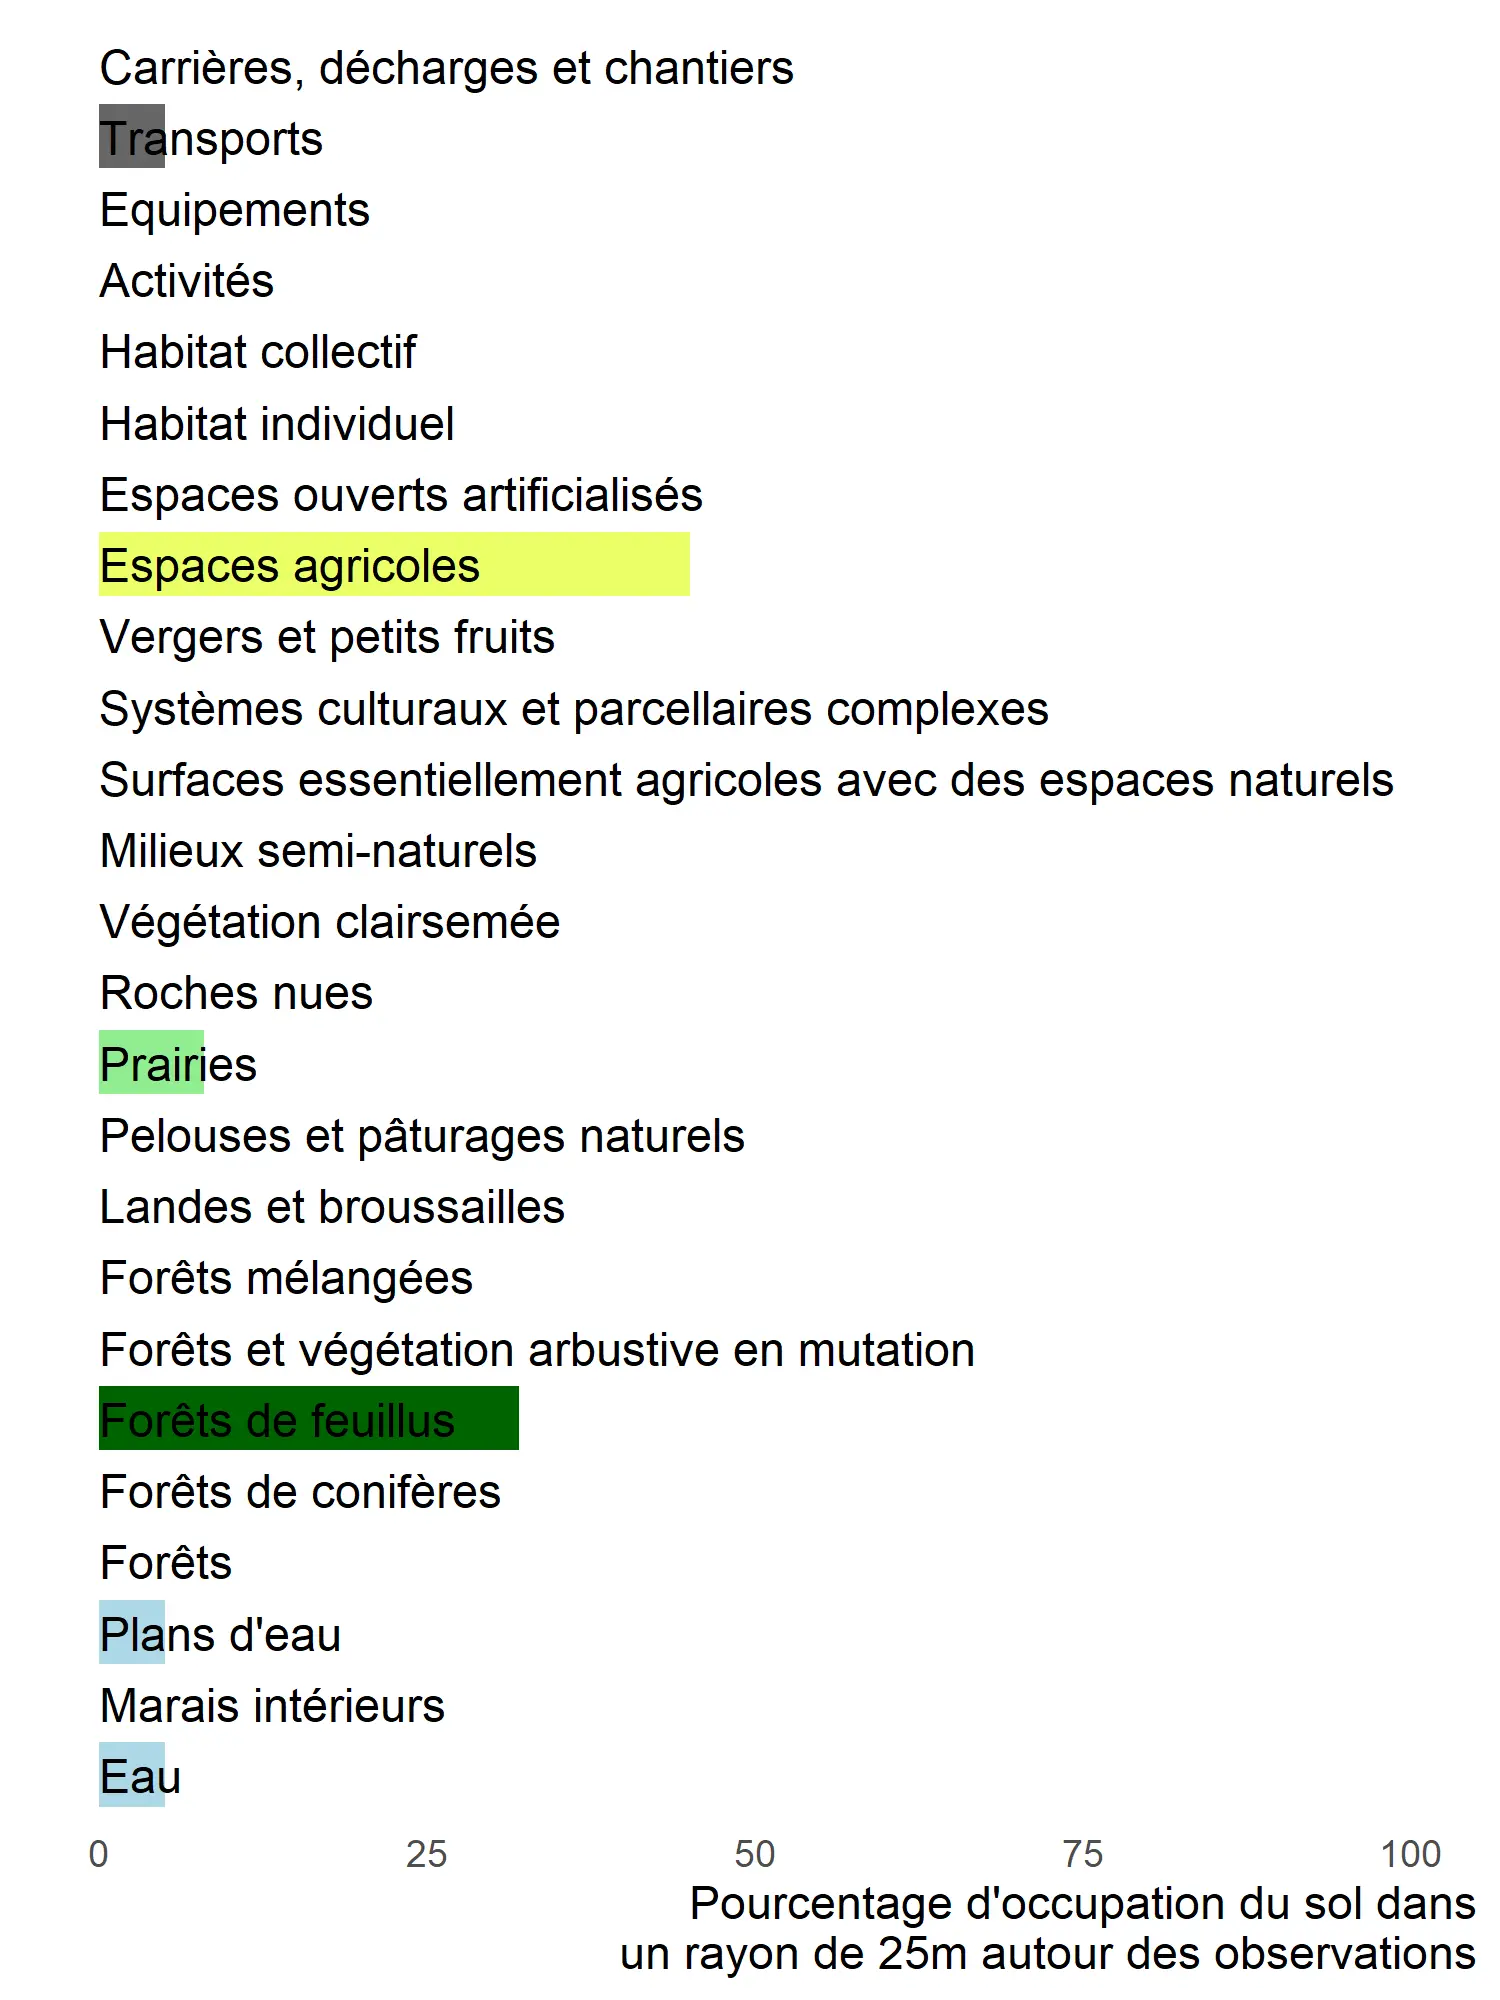 Carrières, décharges et chantiers
Transports
Equipements
Activités
Habitat collectif
Habitat individuel
Espaces ouverts artificialisés
Espaces agricoles
Vergers et petits fruits
Systèmes culturaux et parcellaires complexes
Surfaces essentiellement agricoles avec des espaces naturels
Milieux semi-naturels
Végétation clairsemée
Roches nues
Prairies
Pelouses et pâturages naturels
Landes et broussailles
Forêts mélangées
Forêts et végétation arbustive en mutation
Forêts de feuillus
Forêts de conifères
Forêts
Plans d'eau
Marais intérieurs
Eau
0 25 50 75 100
Pourcentage d'occupation du sol dans
un rayon de 25m autour des observations